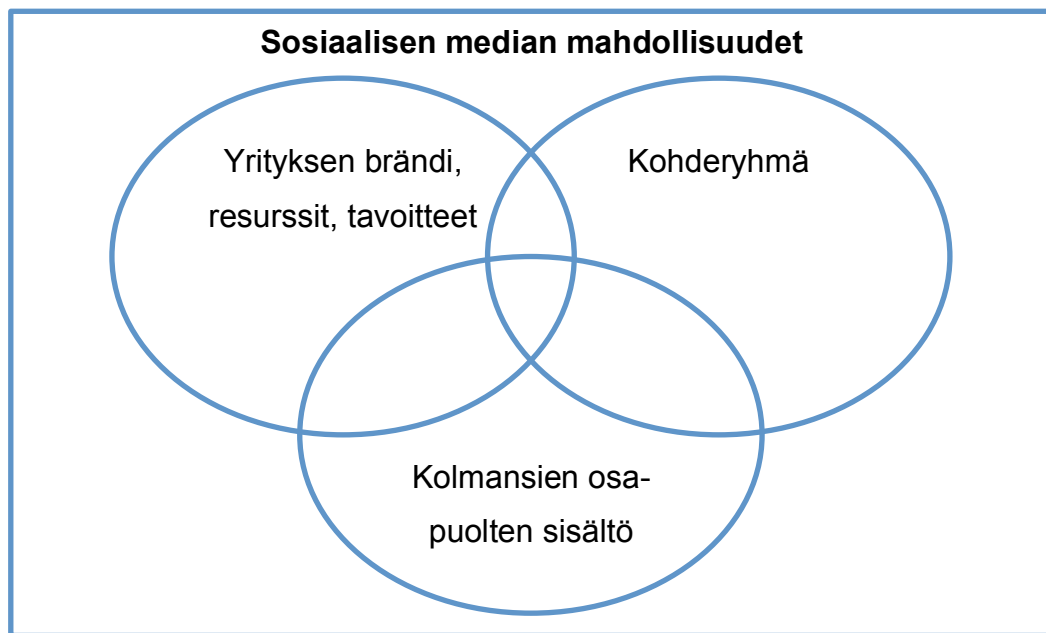 Sosiaalisen median mahdollisuudet
Yrityksen brändi,
resurssit, tavoitteet
Kohderyhmä
Kolmansien osa-
puolten sisältö